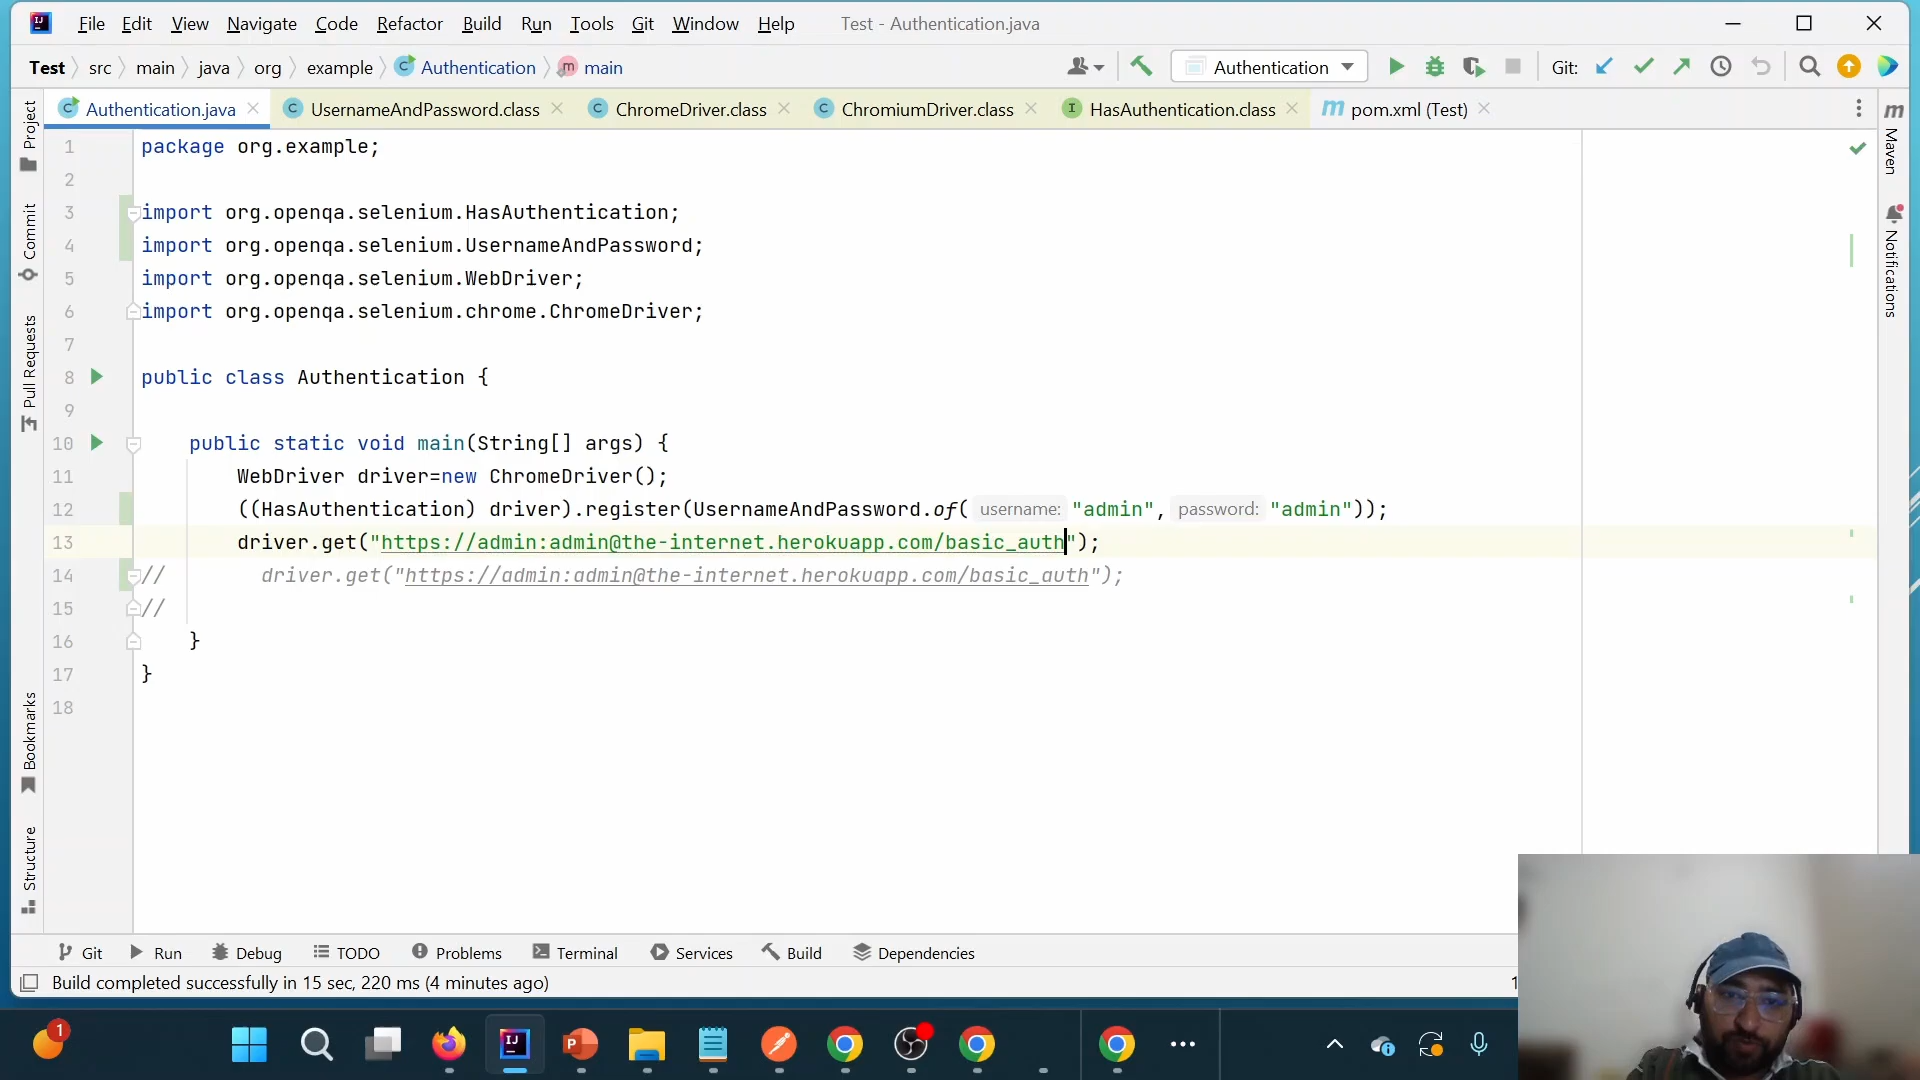 File Edit View Navigate Code Refactor Build Run Tools Git Window Help Test - Authentication.java
Test src main java org example Authentication main Authentication Git:
Authentication.java UsernameAndPassword.class ChromeDriver.class ChromiumDriver.class HasAuthentication.class pom.xml (Test)
1 package org.example;
2
3 import org.openqa.selenium.HasAuthentication;
4 import org.openqa.selenium.UsernameAndPassword;
5 import org.openqa.selenium.WebDriver;
6 import org.openqa.selenium.chrome.ChromeDriver;
7
8 public class Authentication {
9
10 public static void main(String[] args) {
11 WebDriver driver=new ChromeDriver();
12 ((HasAuthentication) driver).register(UsernameAndPassword.of( username: "admin", password: "admin"));
13 driver.get("https://admin:admin@the-internet.herokuapp.com/basic_auth");
14 // driver.get("https://admin:admin@the-internet.herokuapp.com/basic_auth");
15 //
16 }
17 }
18
Project
Commit
Pull Requests
Bookmarks
Structure
Maven
Notifications
Git Run Debug TODO Problems Terminal Services Build Dependencies
Build completed successfully in 15 sec, 220 ms (4 minutes ago)
1